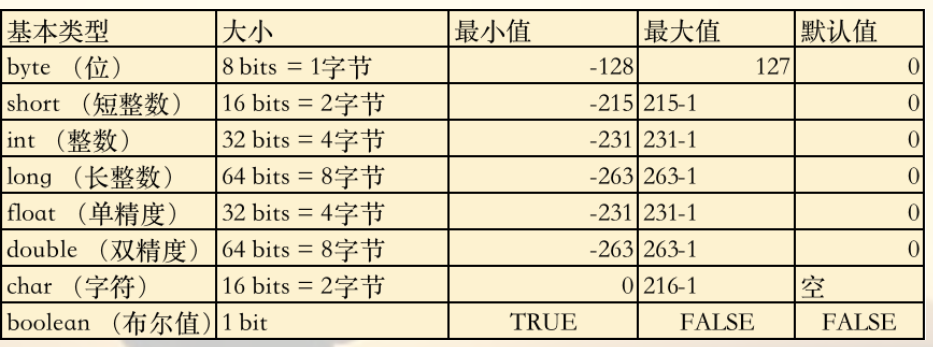 基本类型 大小 最小值 最大值 默认值
byte （位） 8 bits = 1字节 -128 127 0
short （短整数） 16 bits = 2字节 -215 215-1 0
int （整数） 32 bits = 4字节 -231 231-1 0
long （长整数） 64 bits = 8字节 -263 263-1 0
float （单精度） 32 bits = 4字节 -231 231-1 0
double （双精度） 64 bits = 8字节 -263 263-1 0
char （字符） 16 bits = 2字节 0 216-1 空
boolean （布尔值） 1 bit TRUE FALSE FALSE